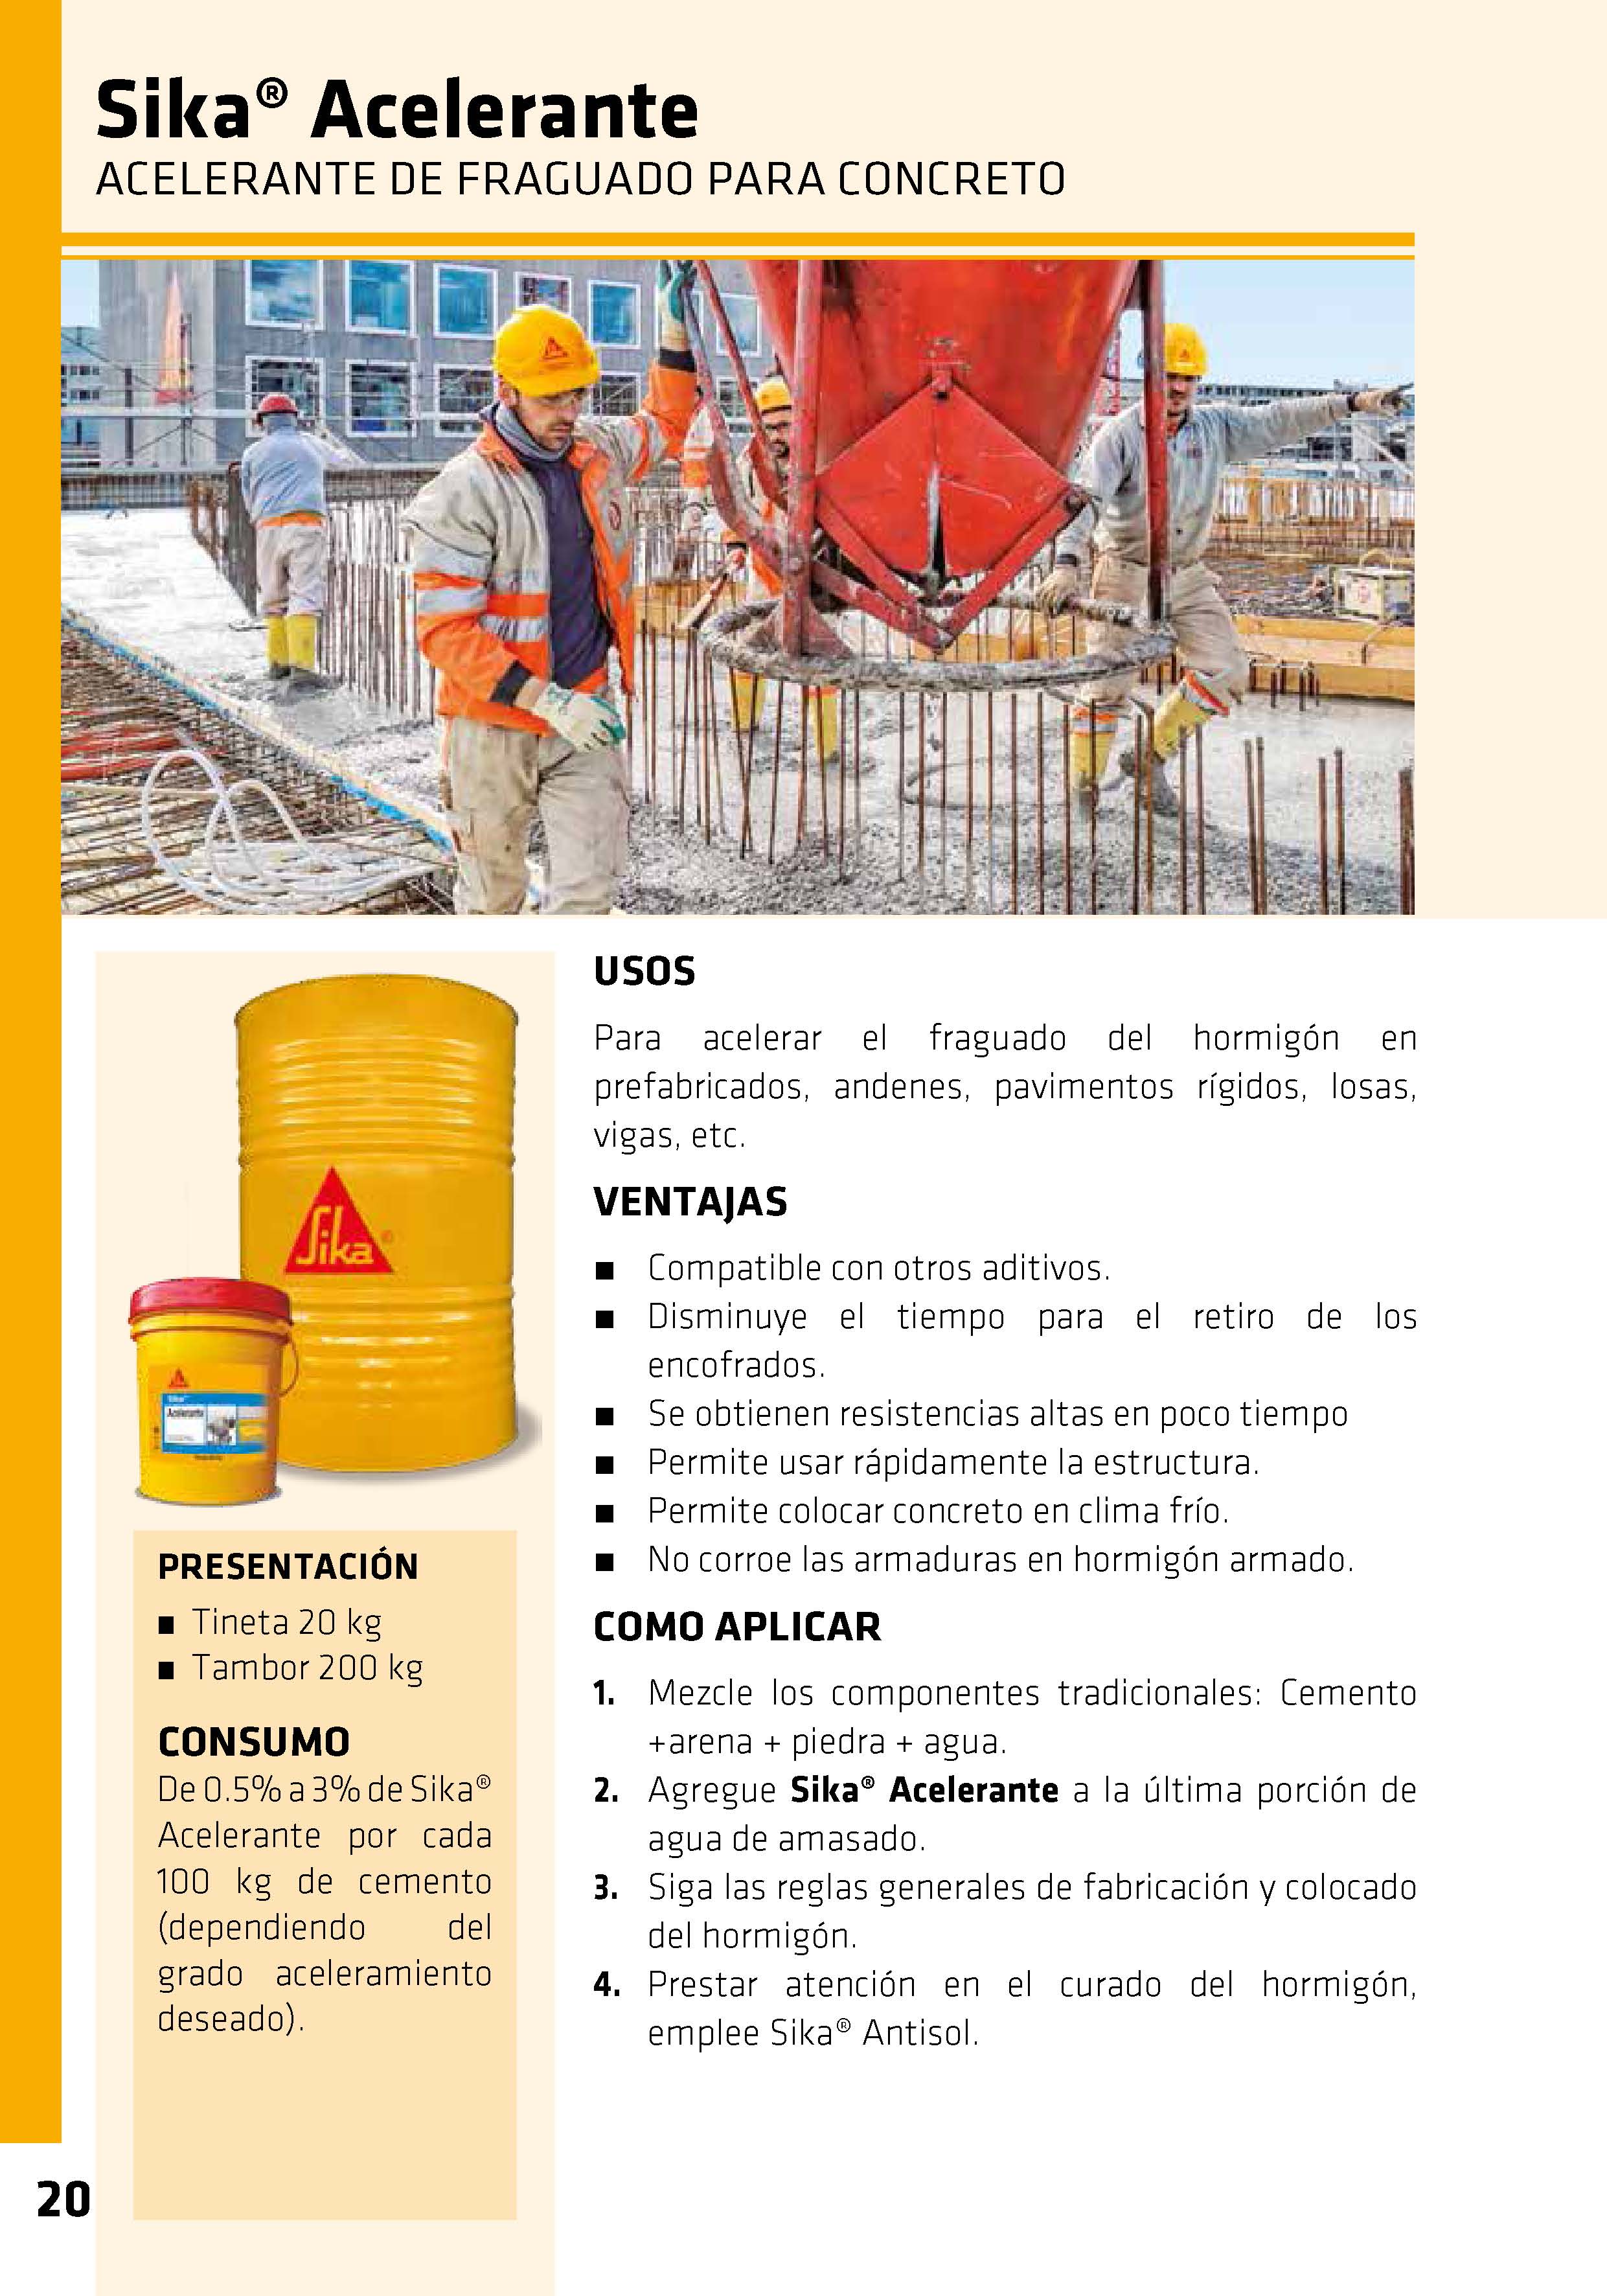 Sika® Acelerante
ACELERANTE DE FRAGUADO PARA CONCRETO
Sika®
Sika
Acelerante
PRESENTACIÓN
■ Tineta 20 kg
■ Tambor 200 kg
CONSUMO
De 0.5% a 3% de Sika®
Acelerante por cada
100 kg de cemento
(dependiendo del
grado aceleramiento
deseado).
USOS
Para acelerar el fraguado del hormigón en
prefabricados, andenes, pavimentos rígidos, losas,
vigas, etc.
VENTAJAS
■ Compatible con otros aditivos.
■ Disminuye el tiempo para el retiro de los
encofrados.
■ Se obtienen resistencias altas en poco tiempo
■ Permite usar rápidamente la estructura.
■ Permite colocar concreto en clima frío.
■ No corroe las armaduras en hormigón armado.
COMO APLICAR
1. Mezcle los componentes tradicionales: Cemento
+arena + piedra + agua.
2. Agregue Sika® Acelerante a la última porción de
agua de amasado.
3. Siga las reglas generales de fabricación y colocado
del hormigón.
4. Prestar atención en el curado del hormigón,
emplee Sika® Antisol.
20